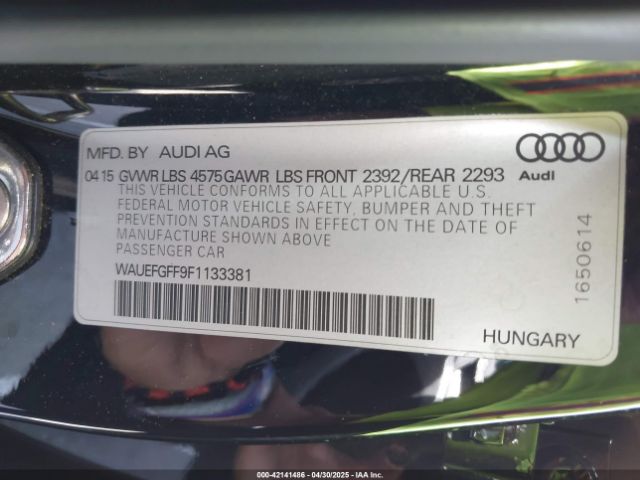 MFD. BY AUDI AG
04 15 GVWR LBS 4575 GAWR LBS FRONT 2392/REAR 2293
THIS VEHICLE CONFORMS TO ALL APPLICABLE U.S.
FEDERAL MOTOR VEHICLE SAFETY, BUMPER AND THEFT
PREVENTION STANDARDS IN EFFECT ON THE DATE OF
MANUFACTURE SHOWN ABOVE
PASSENGER CAR
WAUEFGFF9F1133381
Audi
1650614
HUNGARY
000-42141486 - 04/30/2025 - IAA Inc.